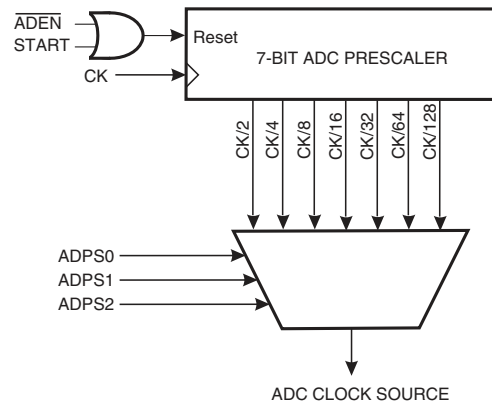 ADEN
START
Reset
7-BIT ADC PRESCALER
CK
CK/2
CK/4
CK/8
CK/16
CK/32
CK/64
CK/128
ADPS0
ADPS1
ADPS2
ADC CLOCK SOURCE